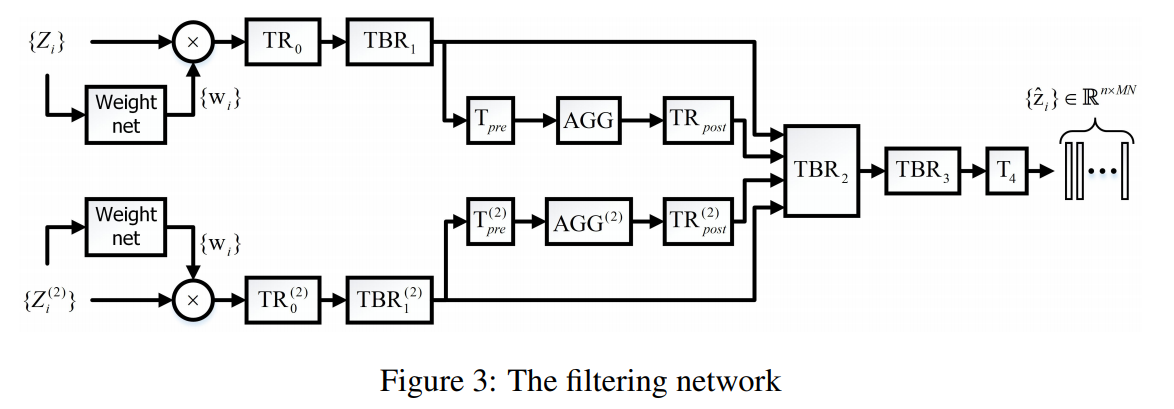 {Z_i} × TR_0 TBR_1
Weight net {w_i}
T_pre AGG TR_post
{ẑ_i} ∈ ℝ^{n×MN}
TBR_2 TBR_3 T_4 •••
Weight net {w_i}
T_pre^{(2)} AGG^{(2)} TR_post^{(2)}
{Z_i^{(2)}} × TR_0^{(2)} TBR_1^{(2)}
Figure 3: The filtering network